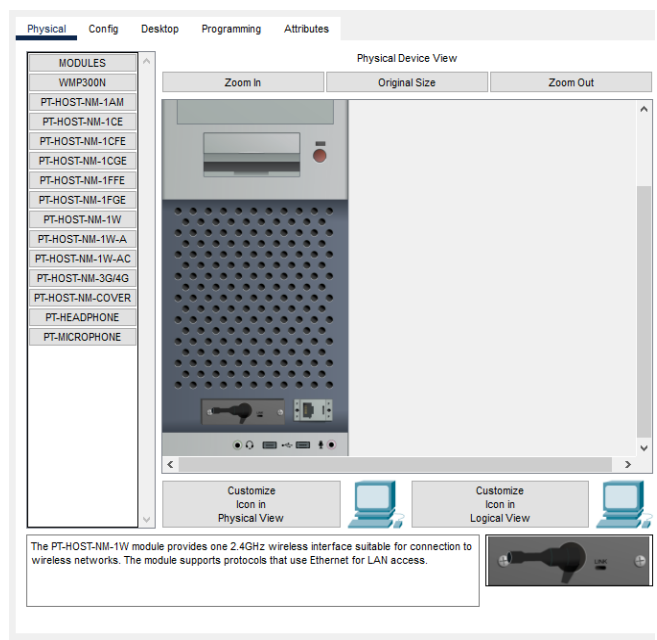 Physical Config Desktop Programming Attributes
MODULES
WMP300N
PT-HOST-NM-1AM
PT-HOST-NM-1CE
PT-HOST-NM-1CFE
PT-HOST-NM-1CGE
PT-HOST-NM-1FFE
PT-HOST-NM-1FGE
PT-HOST-NM-1W
PT-HOST-NM-1W-A
PT-HOST-NM-1W-AC
PT-HOST-NM-3G/4G
PT-HOST-NM-COVER
PT-HEADPHONE
PT-MICROPHONE
Physical Device View
Zoom In Original Size Zoom Out
Customize
Icon in
Physical View
Customize
Icon in
Logical View
The PT-HOST-NM-1W module provides one 2.4GHz wireless interface suitable for connection to
wireless networks. The module supports protocols that use Ethernet for LAN access.
LINK